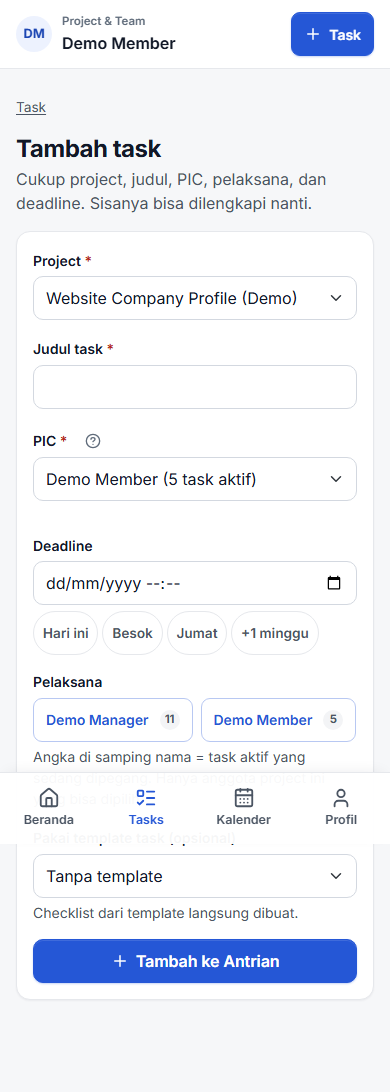 DM
Project & Team
Demo Member
+ Task
Task
Tambah task
Cukup project, judul, PIC, pelaksana, dan
deadline. Sisanya bisa dilengkapi nanti.
Project *
Website Company Profile (Demo)
Judul task *
PIC * ?
Demo Member (5 task aktif)
Deadline
dd/mm/yyyy --:--
Hari ini Besok Jumat +1 minggu
Pelaksana
Demo Manager 11 Demo Member 5
Angka di samping nama = task aktif yang
Beranda Tasks Kalender Profil
Tanpa template
Checklist dari template langsung dibuat.
+ Tambah ke Antrian